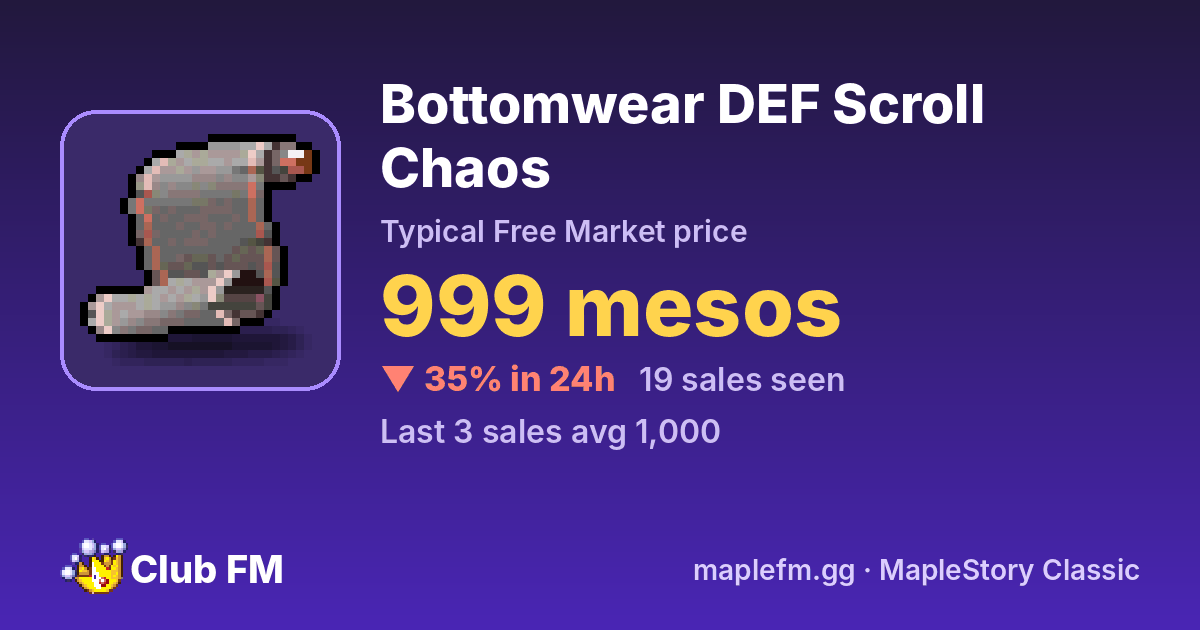 Bottomwear DEF Scroll
Chaos
Typical Free Market price
999 mesos
▼ 35% in 24h 19 sales seen
Last 3 sales avg 1,000
Club FM
maplefm.gg · MapleStory Classic